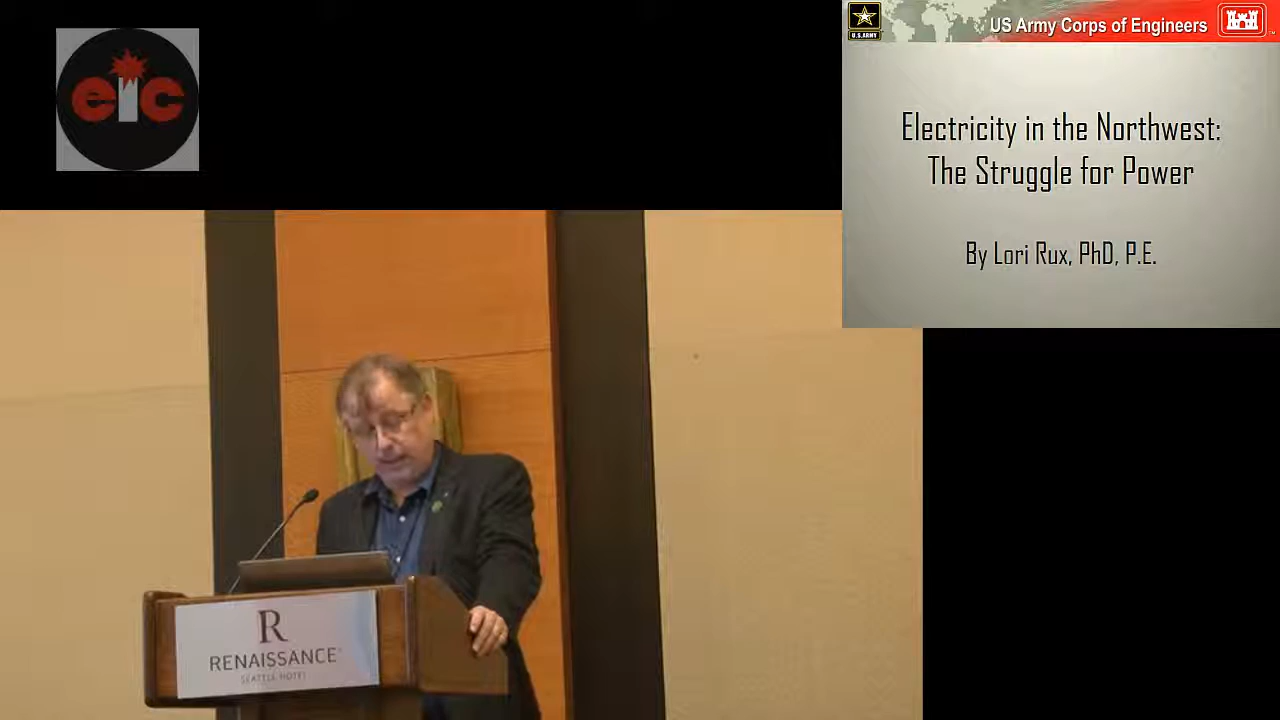 eic
U.S.ARMY
US Army Corps of Engineers
Electricity in the Northwest:
The Struggle for Power
By Lori Rux, PhD, P.E.
R
RENAISSANCE
SEATTLE HOTEL